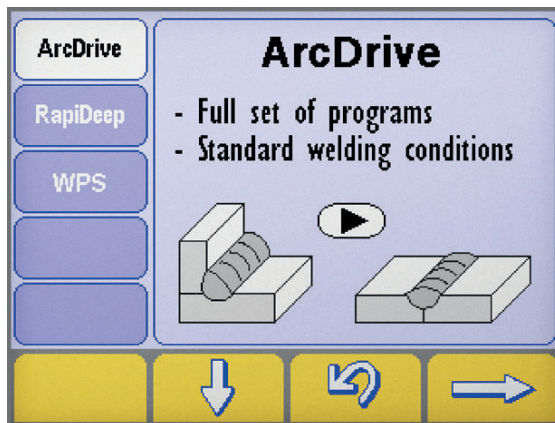 ArcDrive
RapiDeep
WPS
ArcDrive
- Full set of programs
- Standard welding conditions